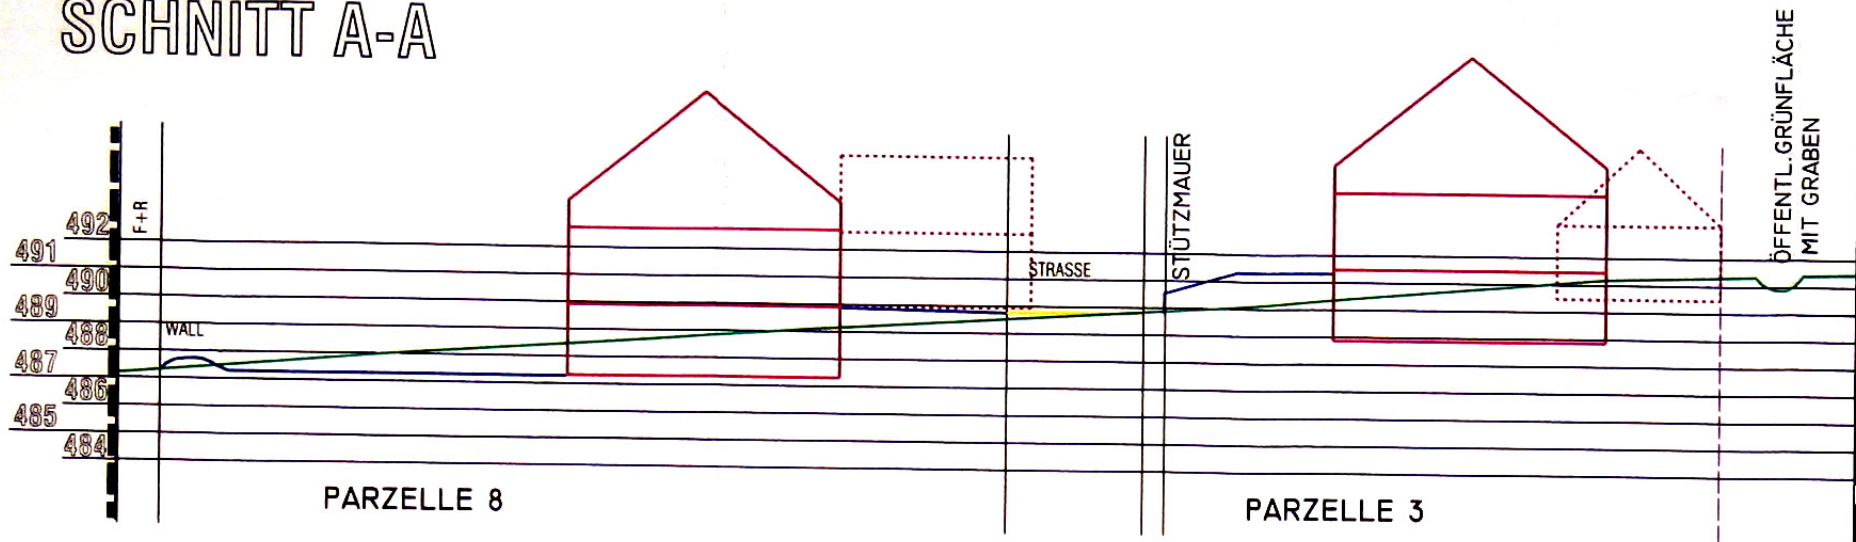 SCHNITT A-A
F+R
492
491
490
489
488
487
486
485
484
WALL
STRASSE
STÜTZMAUER
ÖFFENTL.GRÜNFLÄCHE
MIT GRABEN
PARZELLE 8
PARZELLE 3